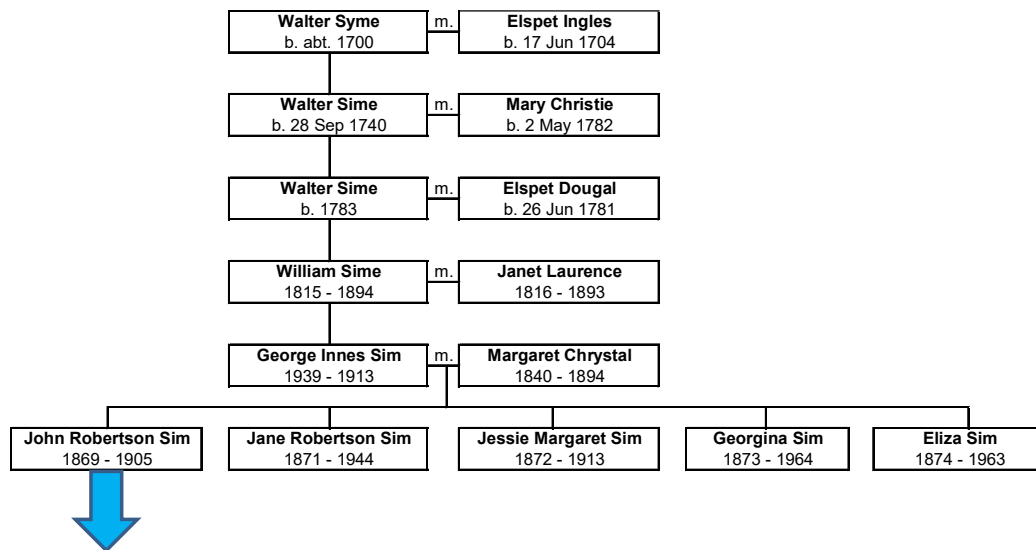 Walter Syme m. Elspet Ingles
b. abt. 1700 b. 17 Jun 1704
Walter Sime m. Mary Christie
b. 28 Sep 1740 b. 2 May 1782
Walter Sime m. Elspet Dougal
b. 1783 b. 26 Jun 1781
William Sime m. Janet Laurence
1815 - 1894 1816 - 1893
George Innes Sim m. Margaret Chrystal
1939 - 1913 1840 - 1894
John Robertson Sim Jane Robertson Sim Jessie Margaret Sim Georgina Sim Eliza Sim
1869 - 1905 1871 - 1944 1872 - 1913 1873 - 1964 1874 - 1963